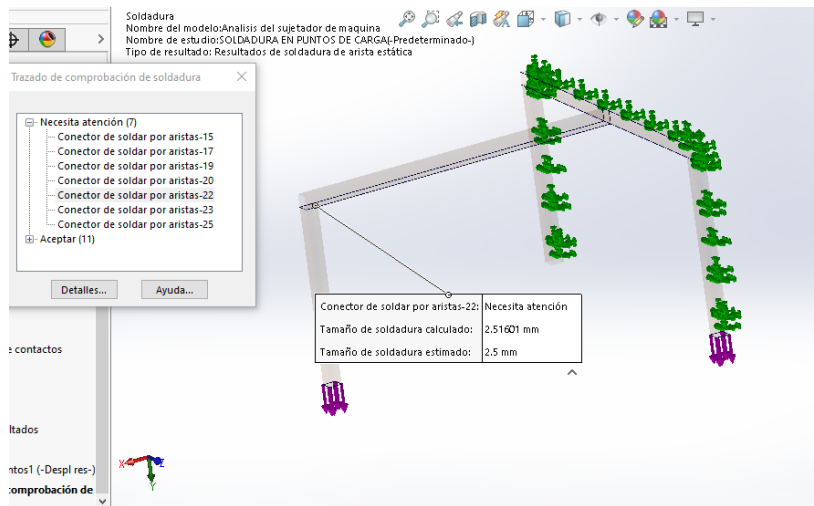 Soldadura
Nombre del modelo:Analisis del sujetador de maquina
Nombre de estudio:SOLDADURA EN PUNTOS DE CARGA(-Predeterminado-)
Tipo de resultado: Resultados de soldadura de arista estática
Trazado de comprobación de soldadura
Necesita atención (7)
Conector de soldar por aristas-15
Conector de soldar por aristas-17
Conector de soldar por aristas-19
Conector de soldar por aristas-20
Conector de soldar por aristas-22
Conector de soldar por aristas-23
Conector de soldar por aristas-25
Aceptar (11)
Detalles...
Ayuda...
Conector de soldar por aristas-22: Necesita atención
Tamaño de soldadura calculado: 2.51601 mm
Tamaño de soldadura estimado: 2.5 mm
e contactos
ltados
ntos1 (-Despl res-)
comprobación de
X
Z
Y